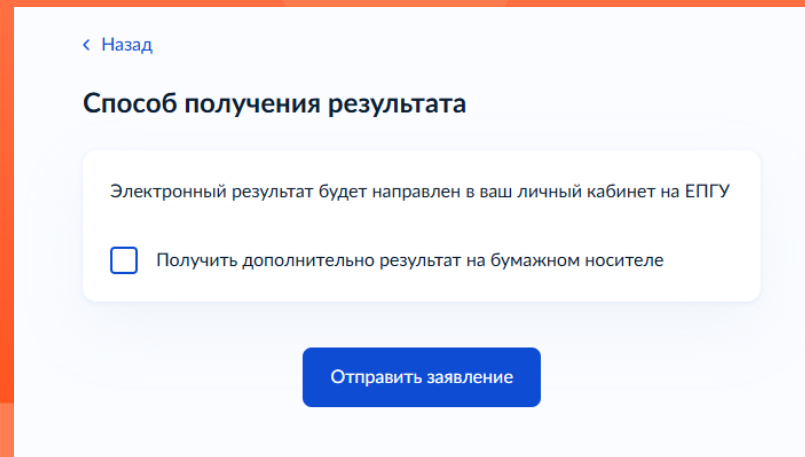 Назад
Способ получения результата
Электронный результат будет направлен в ваш личный кабинет на ЕПГУ
Получить дополнительно результат на бумажном носителе
Отправить заявление